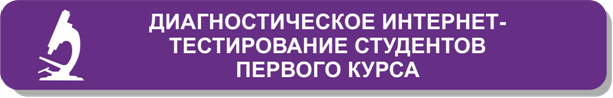 ДИАГНОСТИЧЕСКОЕ ИНТЕРНЕТ-
ТЕСТИРОВАНИЕ СТУДЕНТОВ
ПЕРВОГО КУРСА